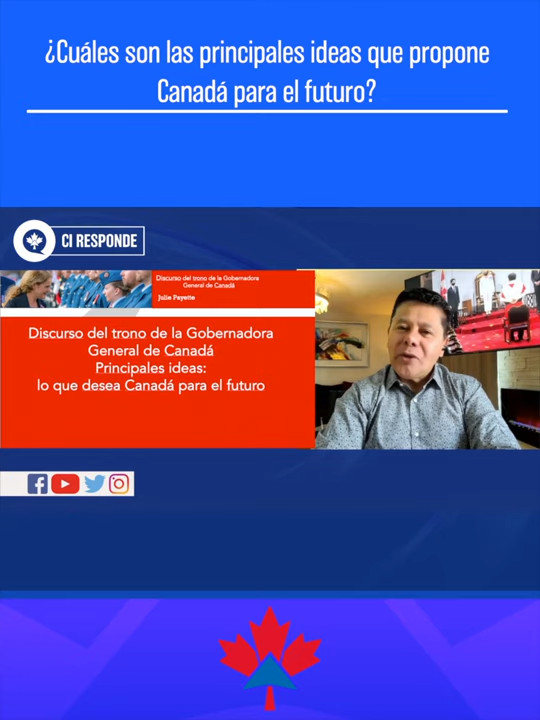 ¿Cuáles son las principales ideas que propone
Canadá para el futuro?
CI RESPONDE
Discurso del trono de la Gobernadora
General de Canadá
Julie Payette
Discurso del trono de la Gobernadora
General de Canadá
Principales ideas:
lo que desea Canadá para el futuro